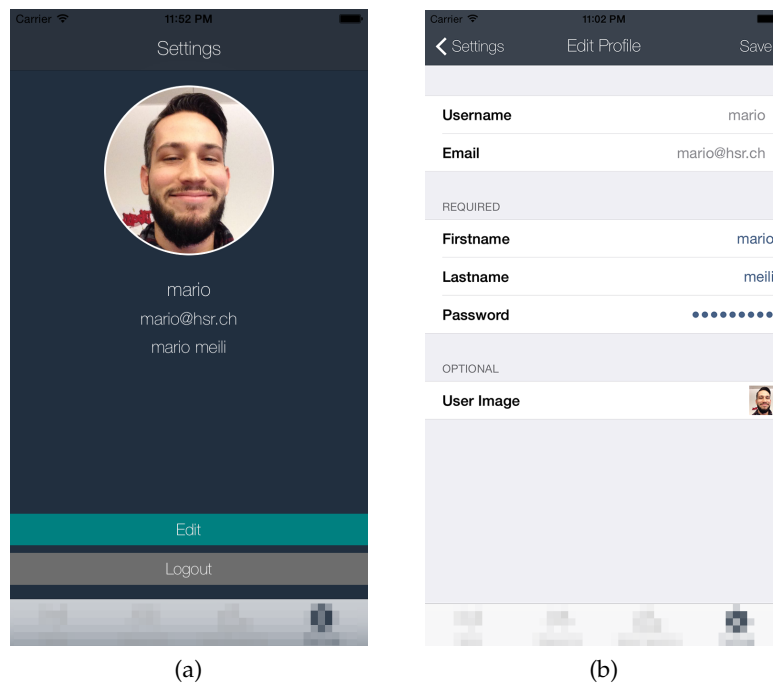 Carrier 11:52 PM
Settings
mario
mario@hsr.ch
mario meili
Edit
Logout
(a)
Carrier 11:02 PM
Settings Edit Profile Save
Username mario
Email mario@hsr.ch
REQUIRED
Firstname mario
Lastname meili
Password ●●●●●●●●●
OPTIONAL
User Image
(b)